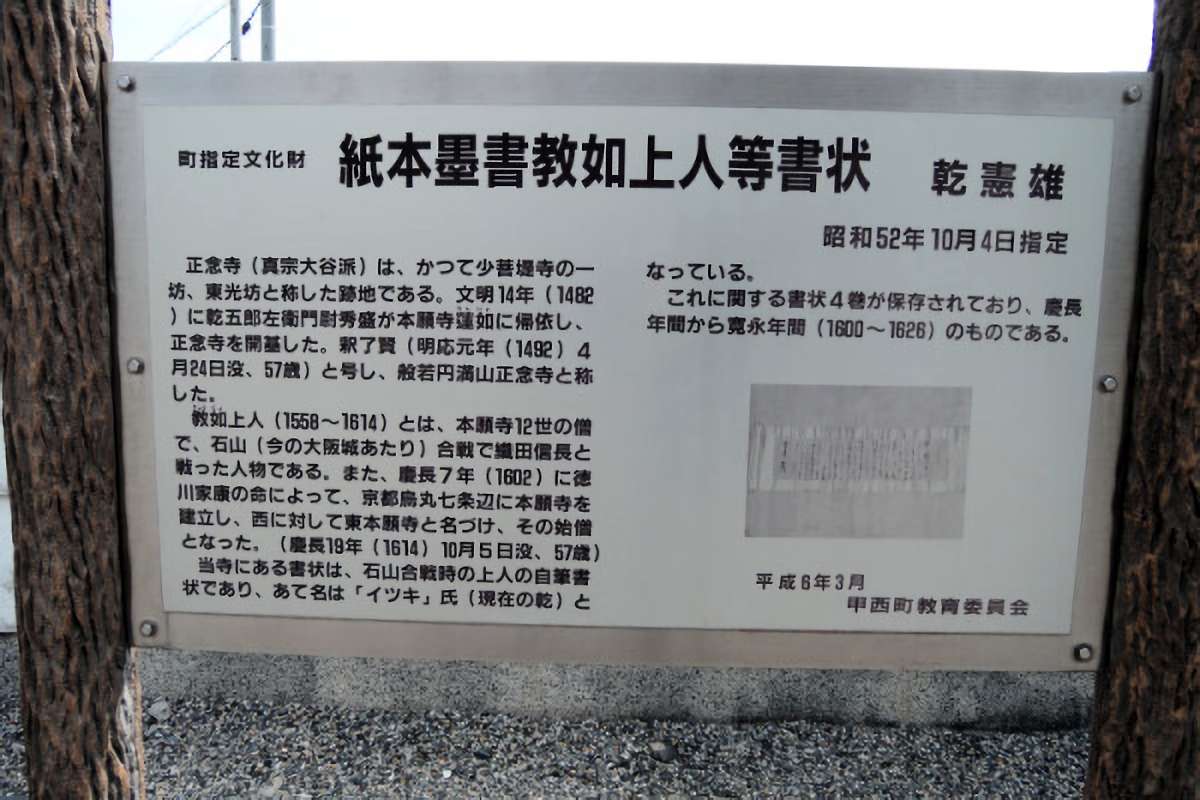 町指定文化財 紙本墨書教如上人等書状 乾憲雄
昭和52年10月4日指定
正念寺（真宗大谷派）は、かつて少菩堤寺の一
坊、東光坊と称した跡地である。文明14年（1482
）に乾五郎左衛門尉秀盛が本願寺蓮如に帰依し、
正念寺を開基した。釈了賢（明応元年（1492）4
月24日没、57歳）と号し、般若円満山正念寺と称
した。
教如上人（1558～1614）とは、本願寺12世の僧
で、石山（今の大阪城あたり）合戦で織田信長と
戦った人物である。また、慶長7年（1602）に徳
川家康の命によって、京都烏丸七条辺に本願寺を
建立し、西に対して東本願寺と名づけ、その始僧
となった。（慶長19年（1614）10月5日没、57歳）
当寺にある書状は、石山合戦時の上人の自筆書
状であり、あて名は「イツキ」氏（現在の乾）と
なっている。
これに関する書状4巻が保存されており、慶長
年間から寛永年間（1600～1626）のものである。
平成6年3月
甲西町教育委員会